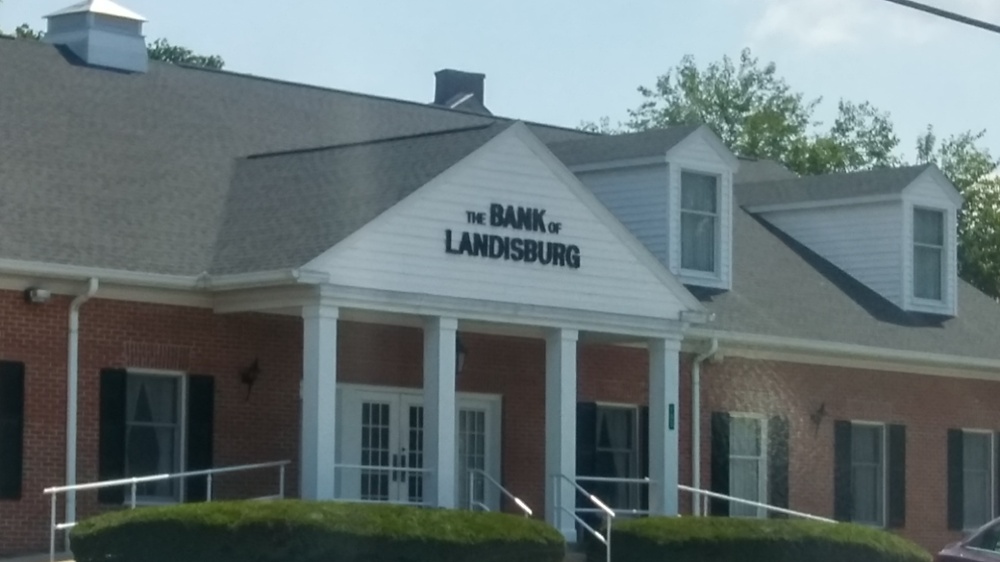 THE BANK OF
LANDISBURG